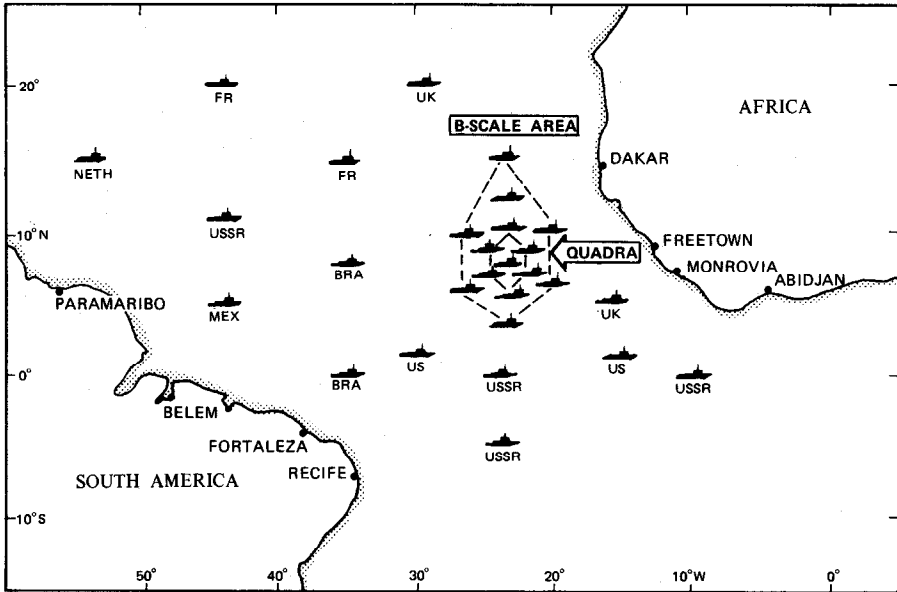 20°
FR
UK
AFRICA
B-SCALE AREA
NETH
FR
DAKAR
USSR
10°N
FREETOWN
QUADRA
BRA
MONROVIA
ABIDJAN
PARAMARIBO
MEX
UK
US
US
0°
BRA
USSR
USSR
BELEM
FORTALEZA
USSR
RECIFE
SOUTH AMERICA
10°S
50°
40°
30°
20°
10°W
0°